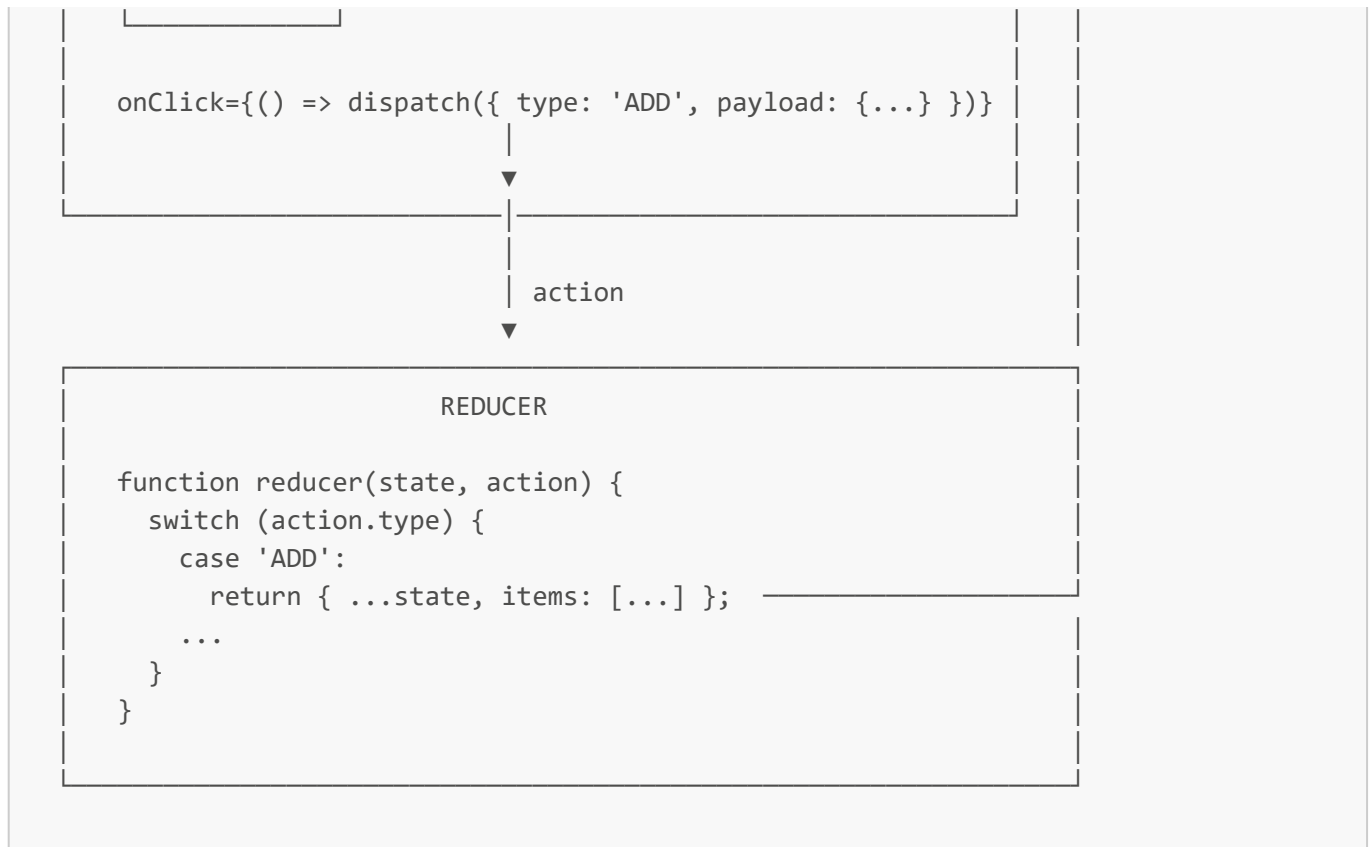 onClick={() => dispatch({ type: 'ADD', payload: {...} })}
action
REDUCER
function reducer(state, action) {
switch (action.type) {
case 'ADD':
return { ...state, items: [...] };
...
}
}